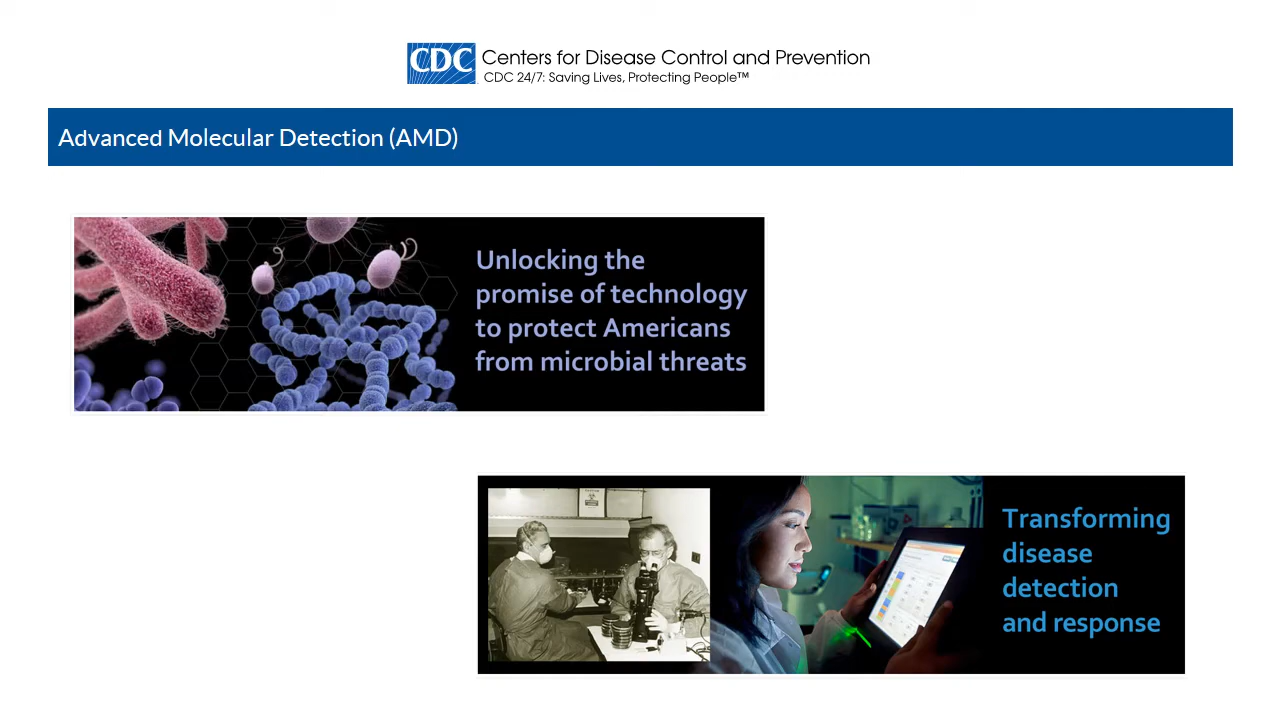 CDC
Centers for Disease Control and Prevention
CDC 24/7: Saving Lives, Protecting People™
Advanced Molecular Detection (AMD)
Unlocking the
promise of technology
to protect Americans
from microbial threats
Transforming
disease
detection
and response